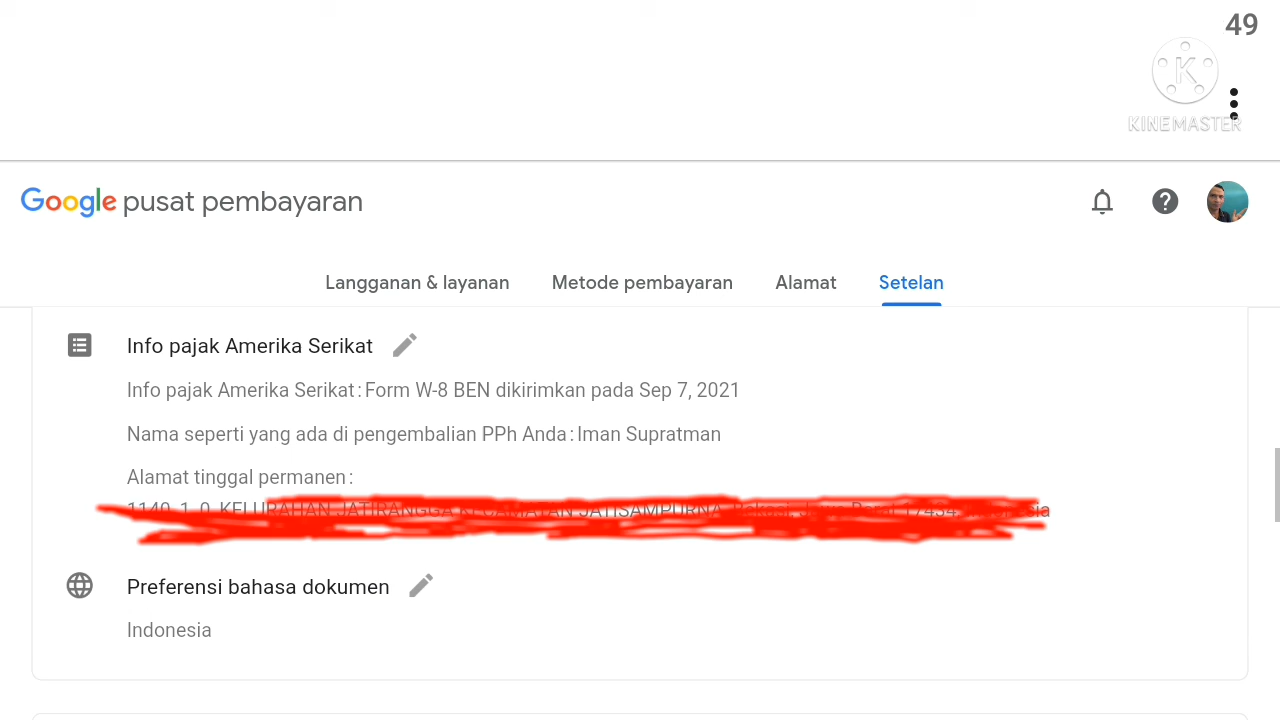 49
KINEMASTER
Google pusat pembayaran
Langganan & layanan Metode pembayaran Alamat Setelan
Info pajak Amerika Serikat
Info pajak Amerika Serikat: Form W-8 BEN dikirimkan pada Sep 7, 2021
Nama seperti yang ada di pengembalian PPh Anda: Iman Supratman
Alamat tinggal permanen:
Preferensi bahasa dokumen
Indonesia